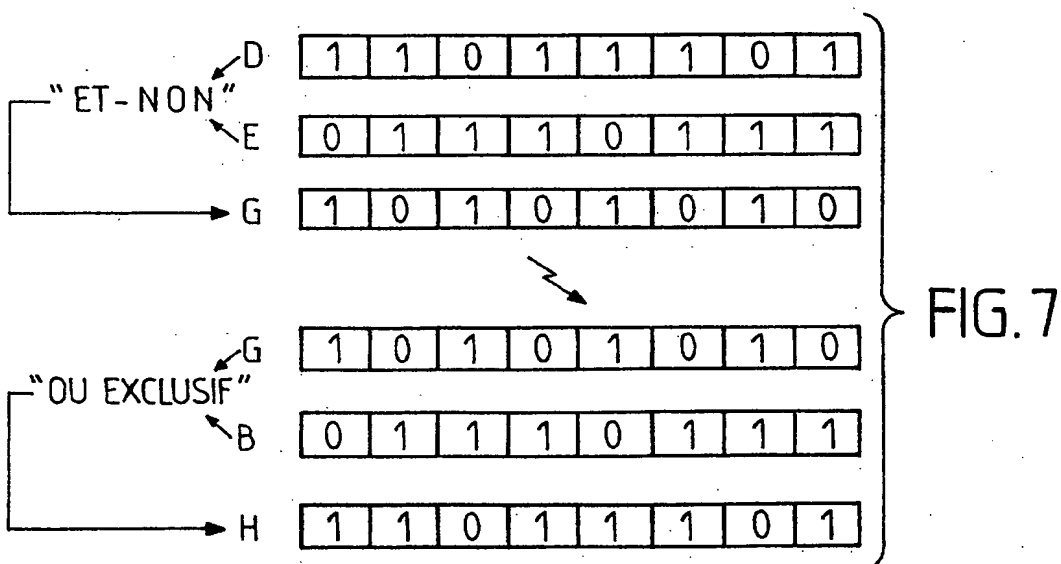 D 1 1 0 1 1 1 0 1
"ET-NON"
E 0 1 1 1 0 1 1 1
G 1 0 1 0 1 0 1 0
FIG. 7
G 1 0 1 0 1 0 1 0
"OU EXCLUSIF"
B 0 1 1 1 0 1 1 1
H 1 1 0 1 1 1 0 1